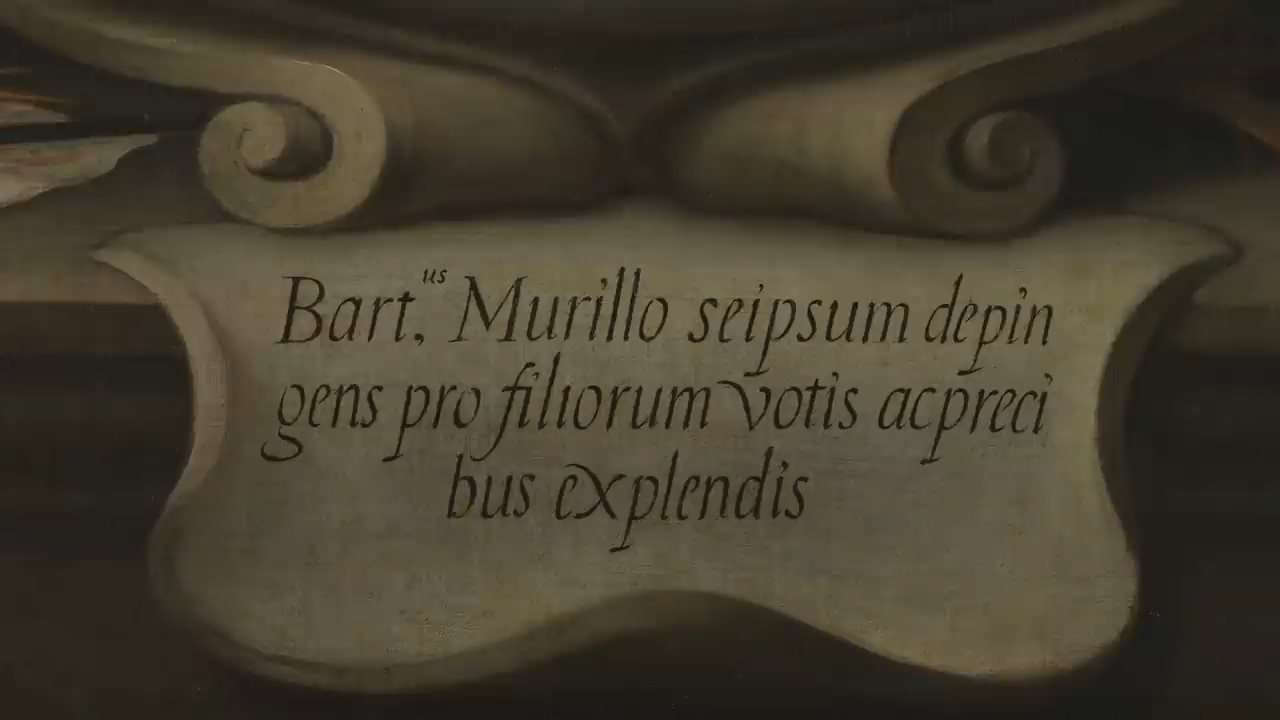 Bart.us Murillo seipsum depin
gens pro filiorum votis acpreci
bus explendis